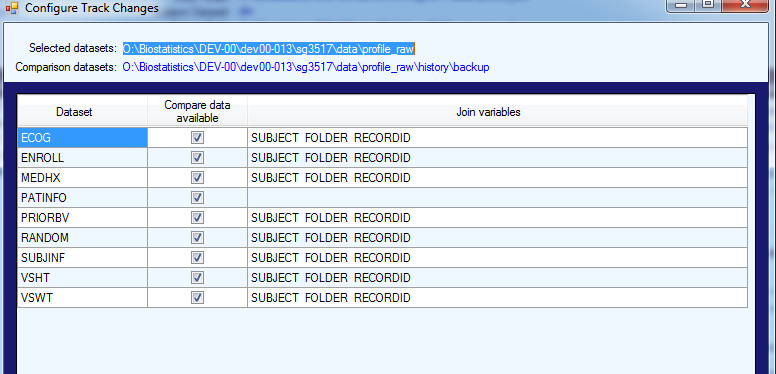 Configure Track Changes
Selected datasets: O:\Biostatistics\DEV-00\dev00-013\sg3517\data\profile_raw
Comparison datasets: O:\Biostatistics\DEV-00\dev00-013\sg3517\data\profile_raw\history\backup
Dataset Compare data available Join variables
ECOG SUBJECT FOLDER RECORDID
ENROLL SUBJECT FOLDER RECORDID
MEDHX SUBJECT FOLDER RECORDID
PATINFO
PRIORBV SUBJECT FOLDER RECORDID
RANDOM SUBJECT FOLDER RECORDID
SUBJINF SUBJECT FOLDER RECORDID
VSHT SUBJECT FOLDER RECORDID
VSWT SUBJECT FOLDER RECORDID